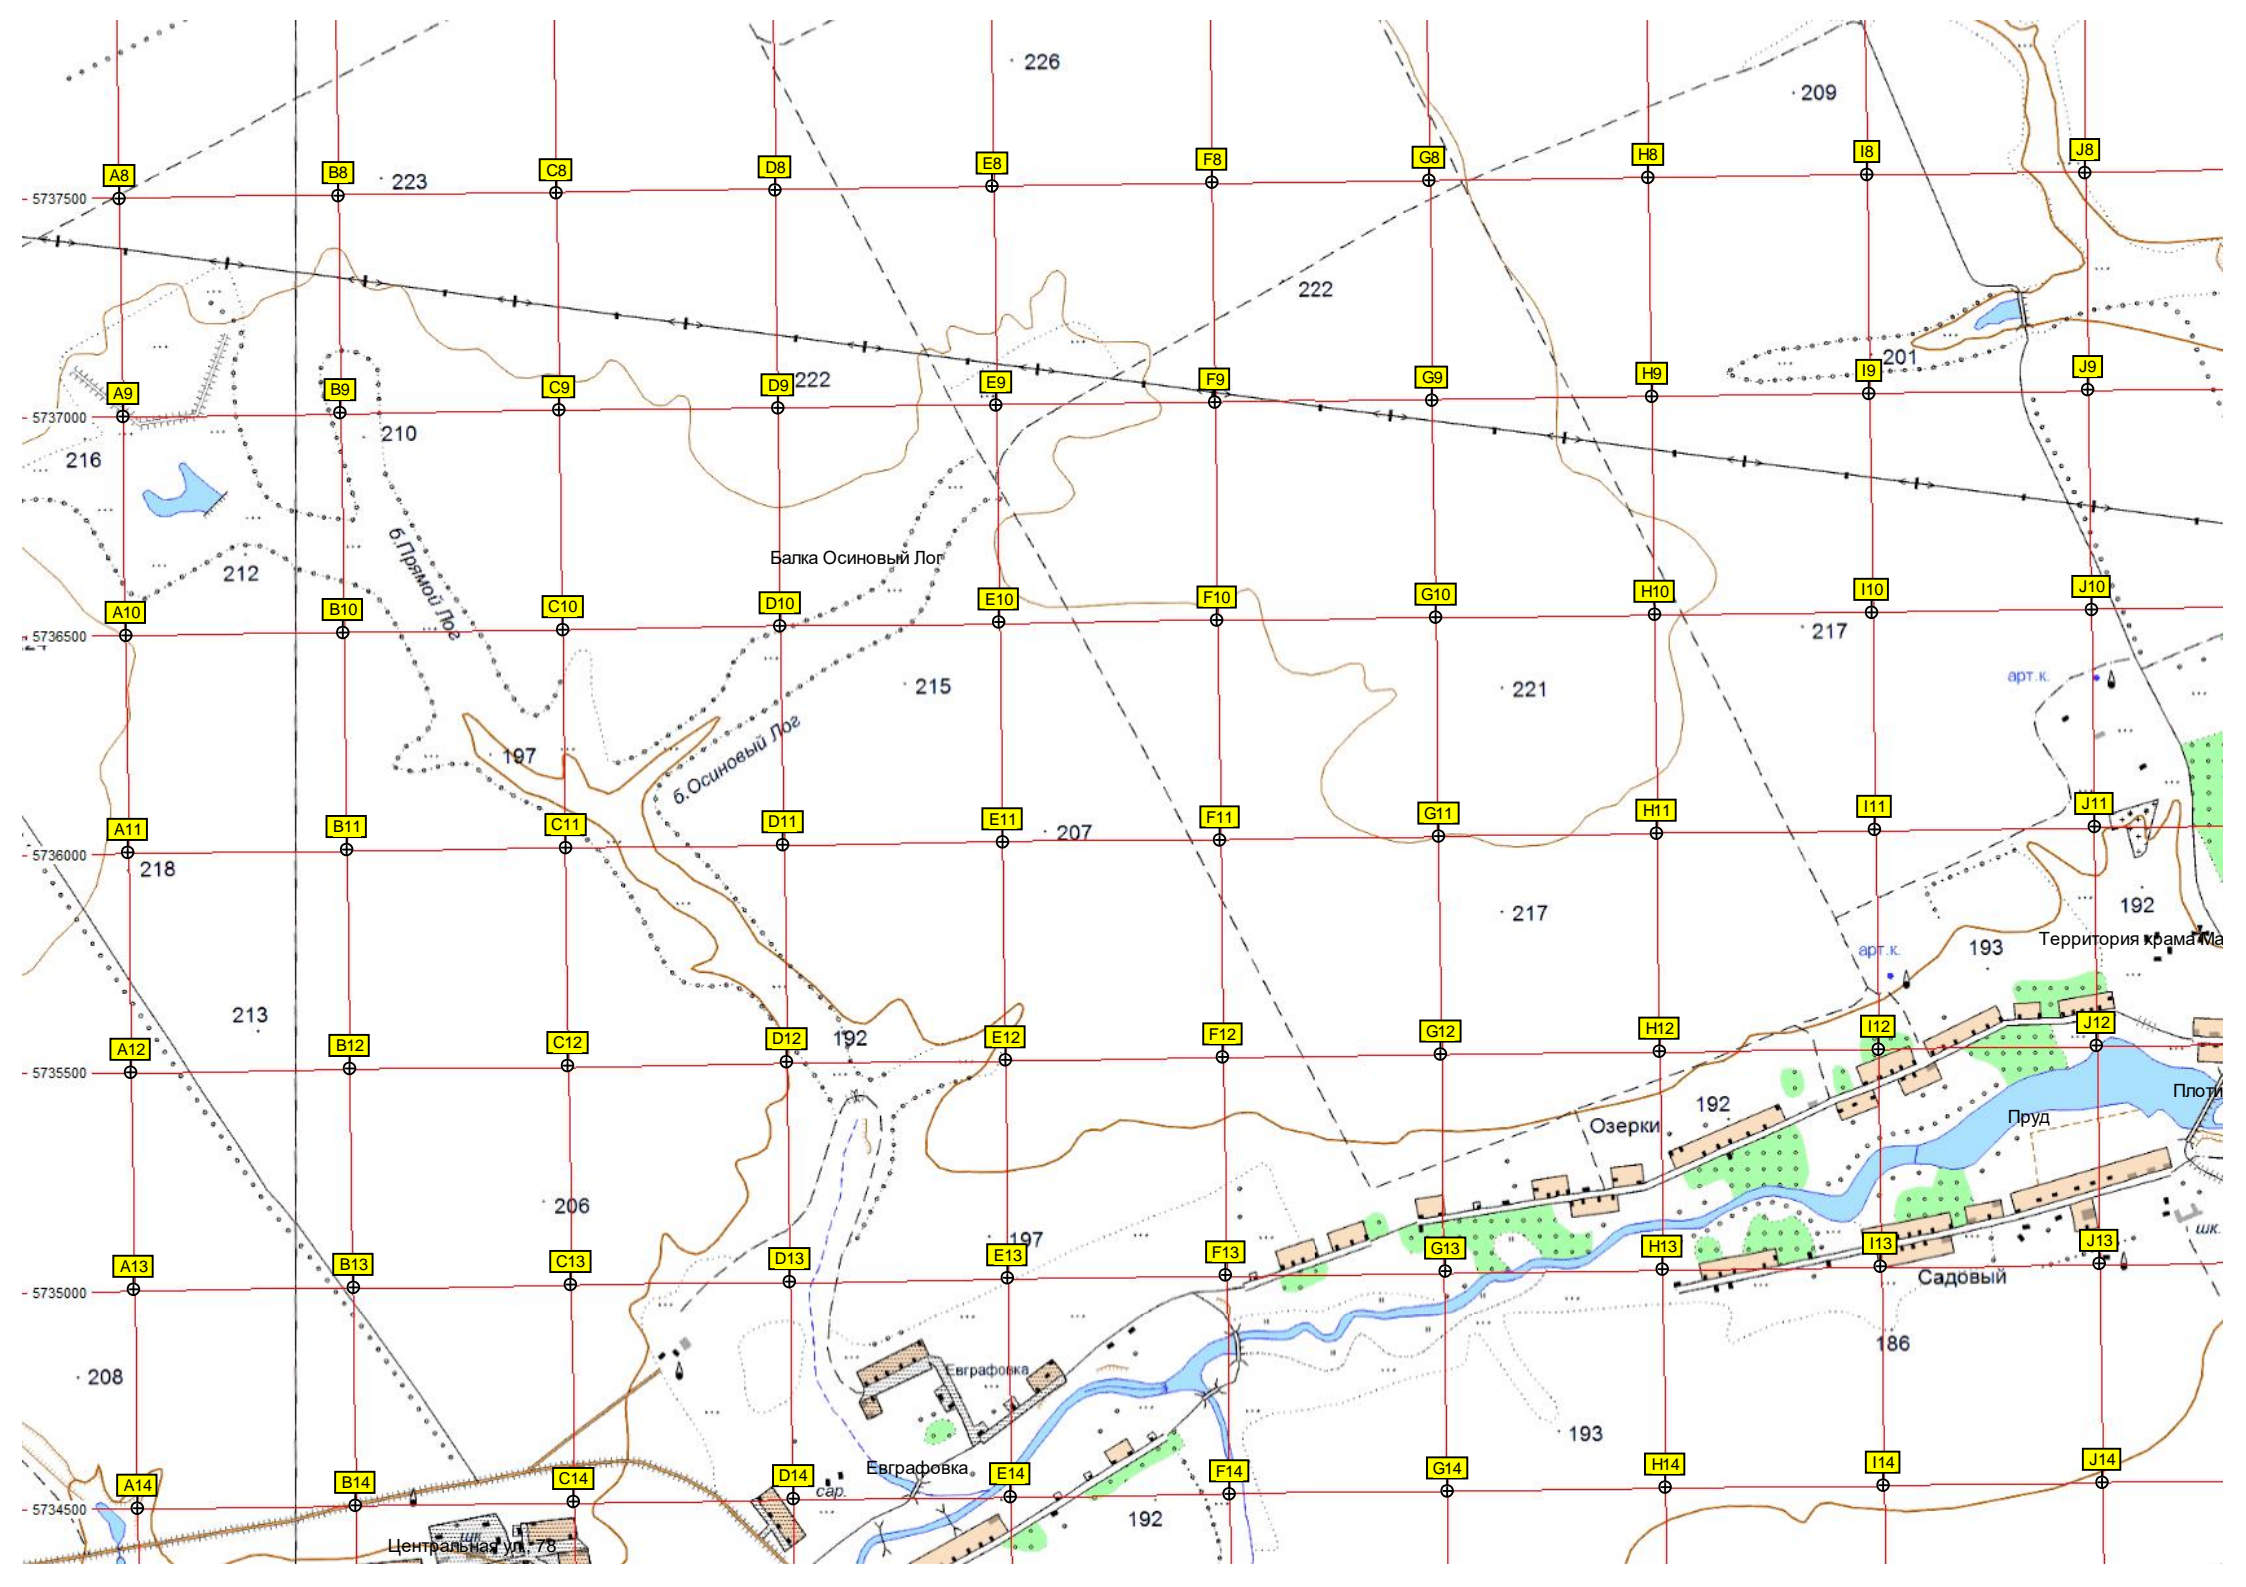 226
209
A8
B8
C8
D8
E8
F8
G8
H8
I8
J8
223
5737500
222
201
A9
B9
C9
D9
222
E9
F9
G9
H9
I9
J9
5737000
210
216
б.Прямой Лог
212
Балка Осиновый Лог
A10
B10
C10
D10
E10
F10
G10
H10
I10
J10
5736500
217
215
221
арт.к.
197
б.Осиновый Лог
A11
B11
C11
D11
E11
F11
G11
H11
I11
J11
207
5736000
218
217
192
193
Территория храма Ма
арт.к.
213
192
A12
B12
C12
D12
E12
F12
G12
H12
I12
J12
5735500
192
Озерки
Пруд
Плоти
206
197
шк.
A13
B13
C13
D13
E13
F13
G13
H13
I13
J13
5735000
Садовый
186
208
Евграфовка
193
Евграфовка
A14
B14
C14
D14
сар.
E14
F14
G14
H14
I14
J14
5734500
192
шк.
Центральная ул., 78